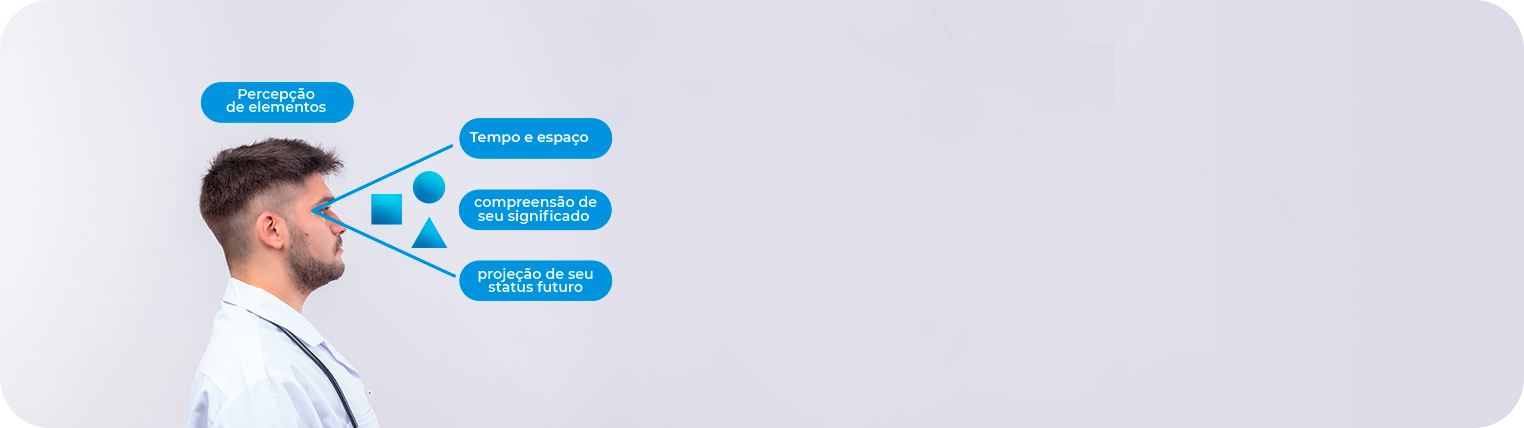 Percepção
de elementos
Tempo e espaço
compreensão de
seu significado
projeção de seu
status futuro